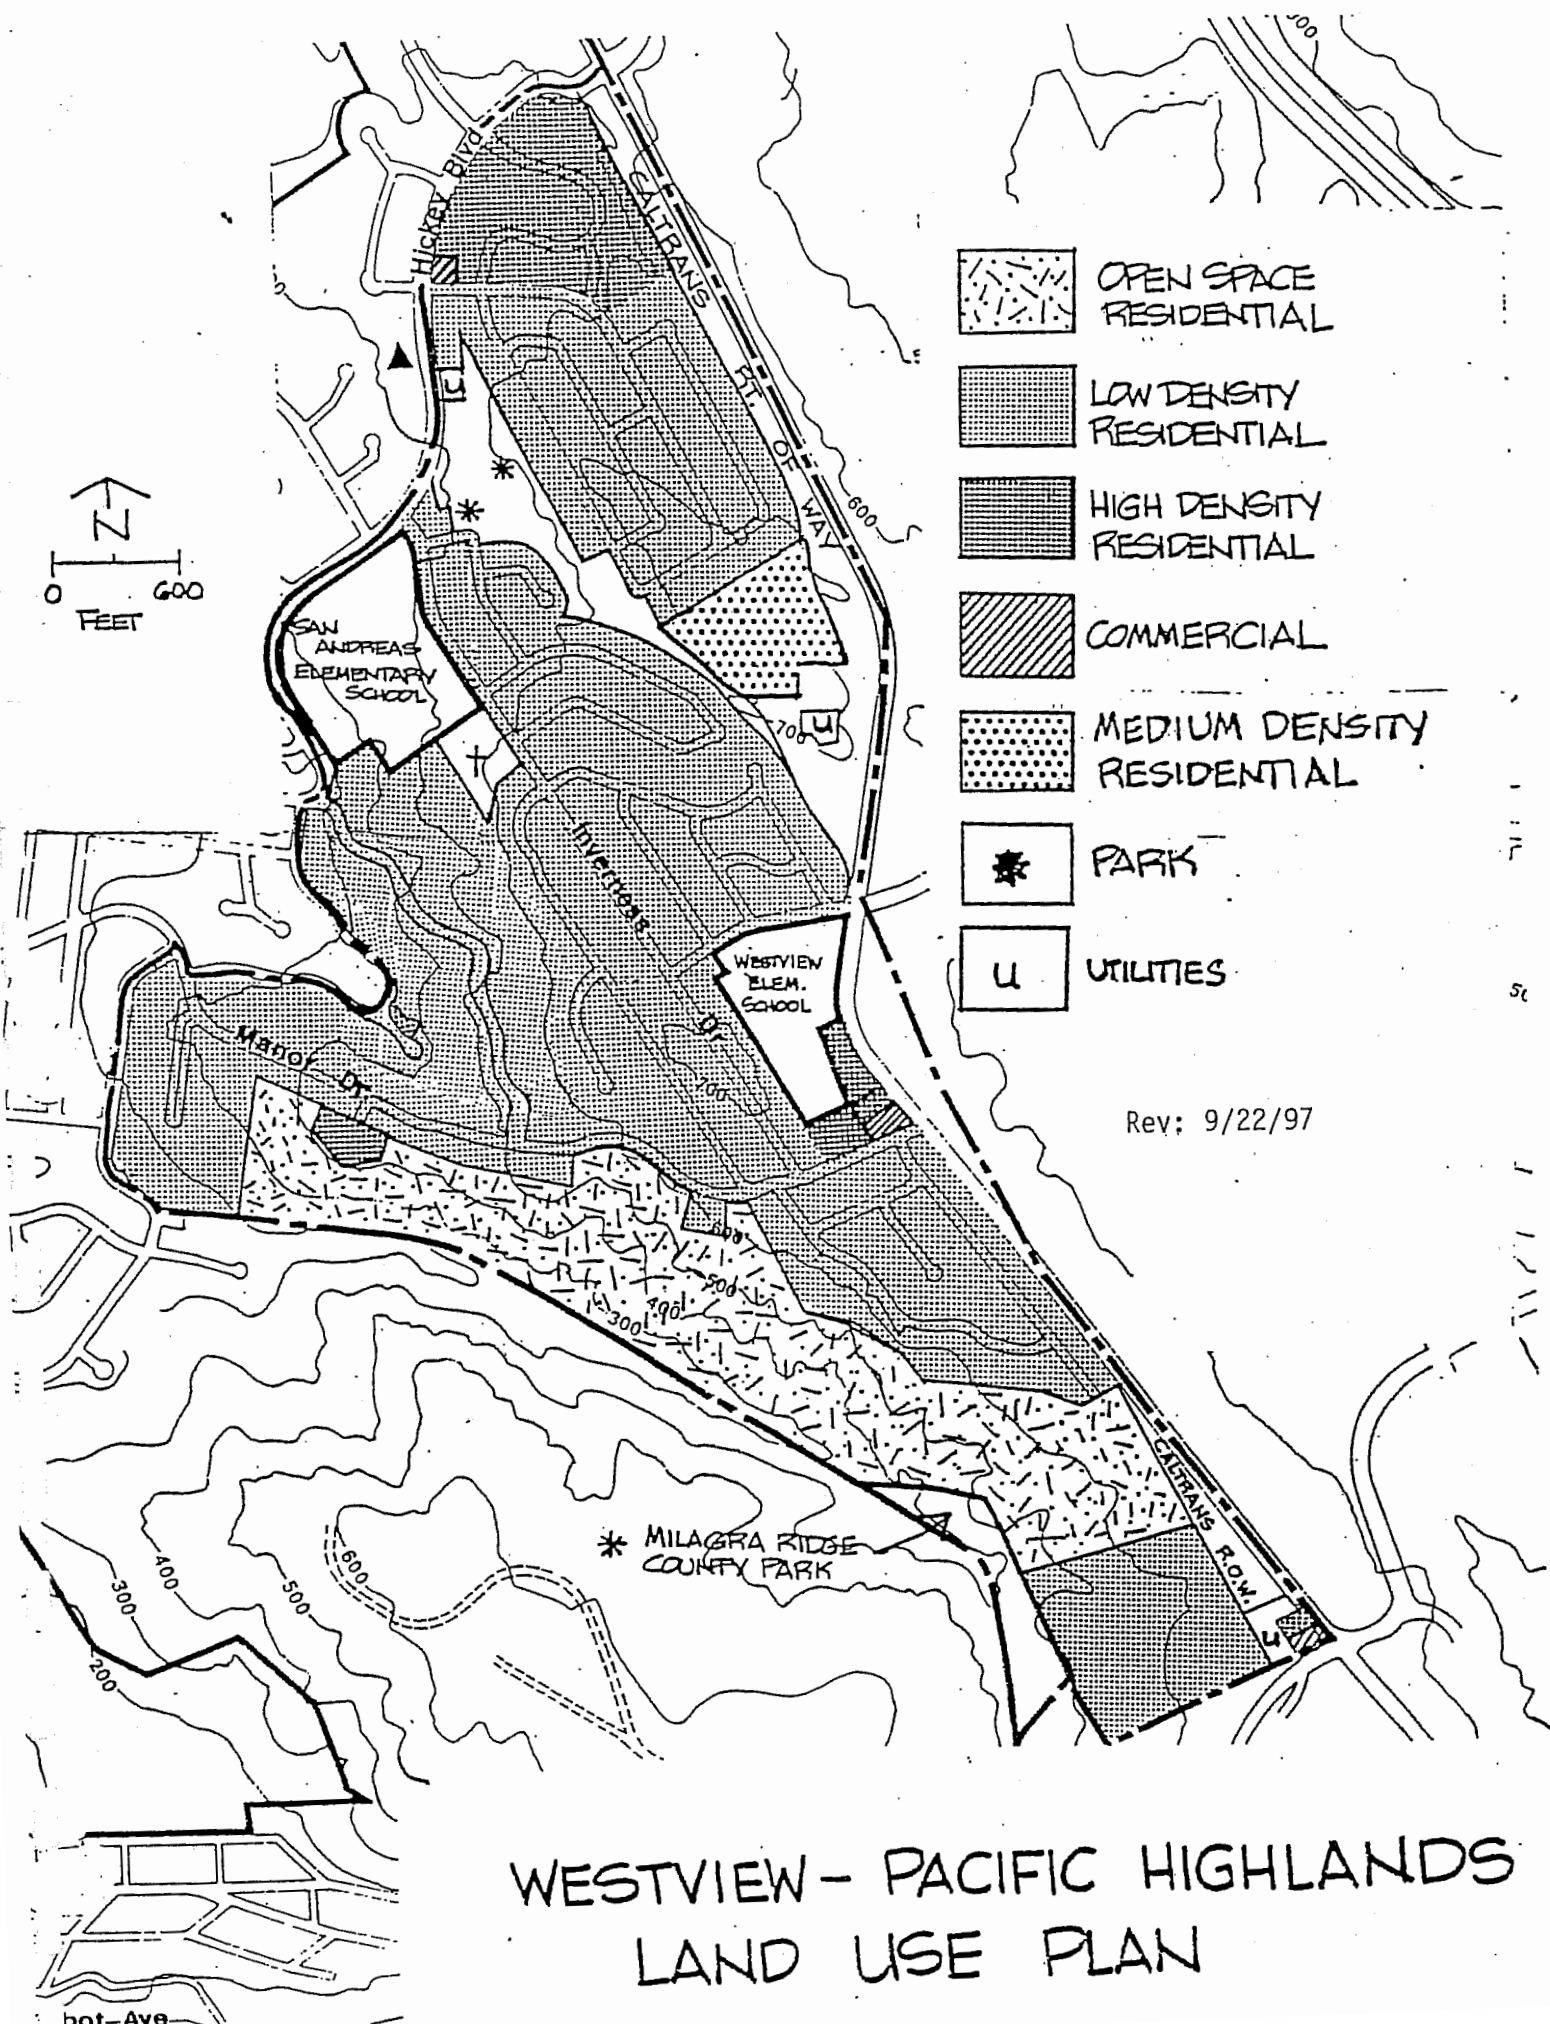 300
Hickey Blvd
CALTRANS
RT.
OF
WAY
600
U
OPEN SPACE
RESIDENTIAL
LOW DENSITY
RESIDENTIAL
HIGH DENSITY
RESIDENTIAL
COMMERCIAL
MEDIUM DENSITY
RESIDENTIAL
PARK
U
UTILITIES
N
0 600
FEET
SAN
ANDREAS
ELEMENTARY
SCHOOL
700
U
Inverness
Dr
WESTVIEW
ELEM.
SCHOOL
Manor Dr
700
Rev: 9/22/97
600
500
400
300
CALTRANS
R.O.W.
U
MILAGRA RIDGE
COUNTY PARK
600
500
400
300
200
WESTVIEW - PACIFIC HIGHLANDS
LAND USE PLAN